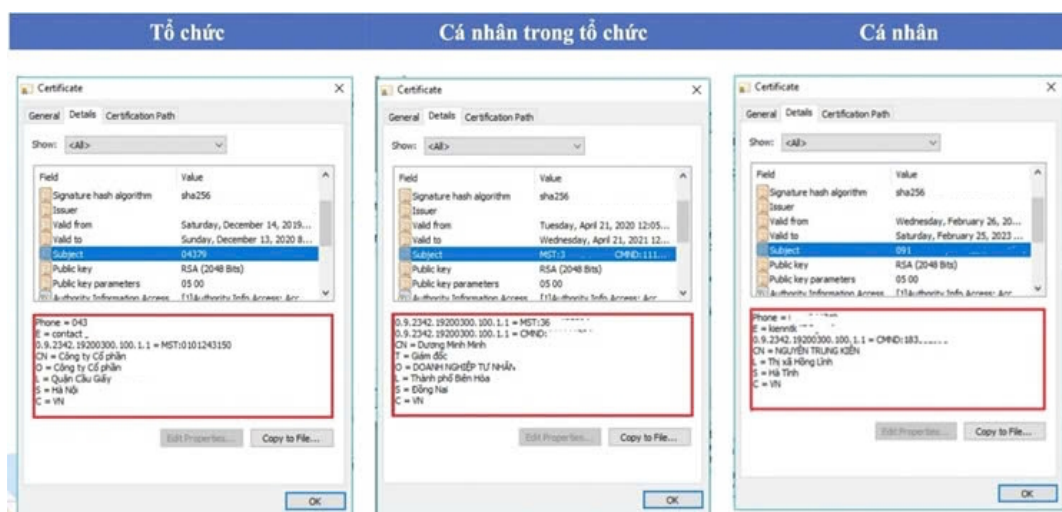 Tổ chức
Cá nhân trong tổ chức
Cá nhân
Certificate
General Details Certification Path
Show: <All>
Field Value
Signature hash algorithm sha256
Issuer
Valid from Saturday, December 14, 2019...
Valid to Sunday, December 13, 2020 8...
Subject 04379
Public key RSA (2048 Bits)
Public key parameters 05 00
Authority Information Access [1]Authority Info Access: Acc
Phone = 043
E = contact
0.9.2342.19200300.100.1.1 = MST:0101243150
CN = Công ty Cổ phần
O = Công ty Cổ phần
L = Quận Cầu Giấy
S = Hà Nội
C = VN
Edit Properties... Copy to File...
OK
Certificate
General Details Certification Path
Show: <All>
Field Value
Signature hash algorithm sha256
Issuer
Valid from Tuesday, April 21, 2020 12:05...
Valid to Wednesday, April 21, 2021 12...
Subject MST:3 CMND:111...
Public key RSA (2048 Bits)
Public key parameters 05 00
Authority Information Access [1]Authority Info Access: Acc
0.9.2342.19200300.100.1.1 = MST:36
0.9.2342.19200300.100.1.1 = CMND:
CN = Dương Minh Minh
T = Giám đốc
O = DOANH NGHIỆP TƯ NHÂN
L = Thành phố Biên Hòa
S = Đồng Nai
C = VN
Edit Properties... Copy to File...
OK
Certificate
General Details Certification Path
Show: <All>
Field Value
Signature hash algorithm sha256
Issuer
Valid from Wednesday, February 26, 20...
Valid to Saturday, February 25, 2023 ...
Subject 091
Public key RSA (2048 Bits)
Public key parameters 05 00
Authority Information Access [1]Authority Info Access: Acc
Phone =
E = kienntk
0.9.2342.19200300.100.1.1 = CMND:183
CN = NGUYỄN TRUNG KIÊN
L = Thị xã Hồng Lĩnh
S = Hà Tĩnh
C = VN
Edit Properties... Copy to File...
OK